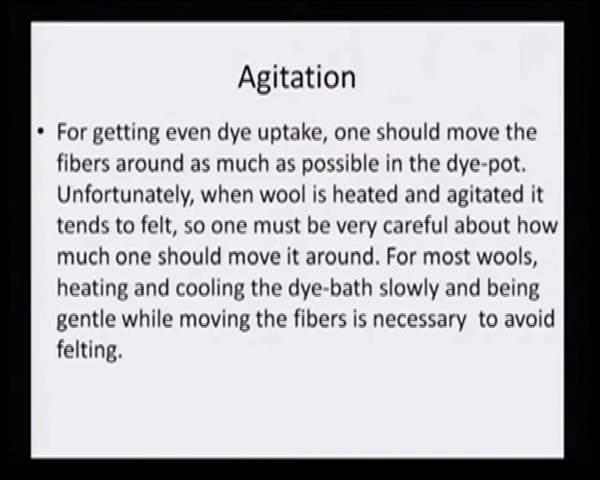 Agitation
• For getting even dye uptake, one should move the
fibers around as much as possible in the dye-pot.
Unfortunately, when wool is heated and agitated it
tends to felt, so one must be very careful about how
much one should move it around. For most wools,
heating and cooling the dye-bath slowly and being
gentle while moving the fibers is necessary  to avoid
felting.